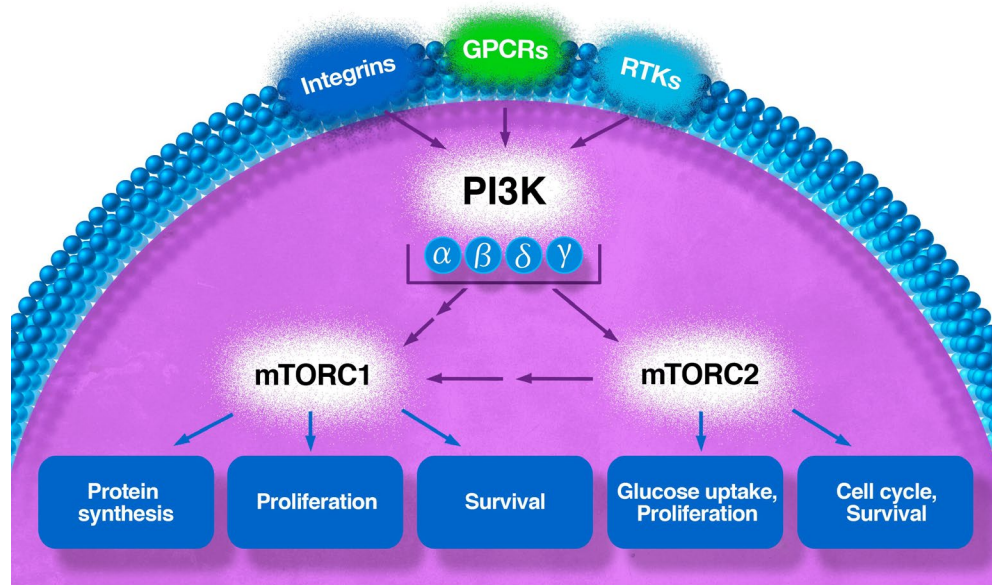 Integrins
GPCRs
RTKs
PI3K
α β δ γ
mTORC1
mTORC2
Protein
synthesis
Proliferation
Survival
Glucose uptake,
Proliferation
Cell cycle,
Survival